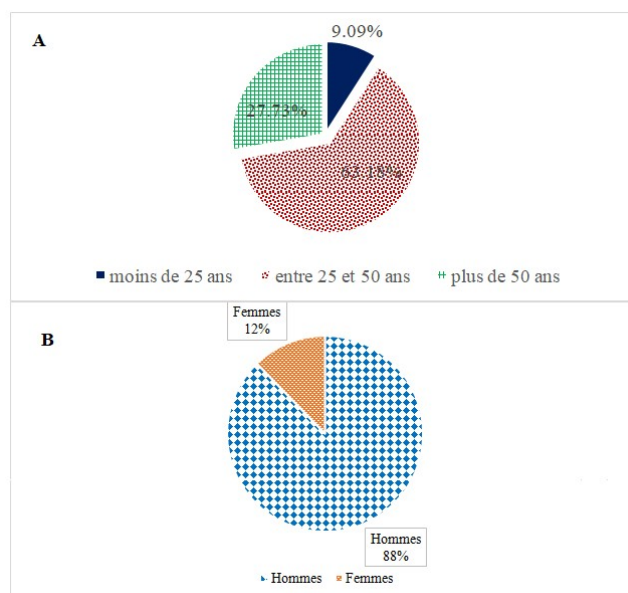 A
9.09%
27.73%
63.18%
moins de 25 ans entre 25 et 50 ans plus de 50 ans
B
Femmes
12%
Hommes
88%
Hommes Femmes